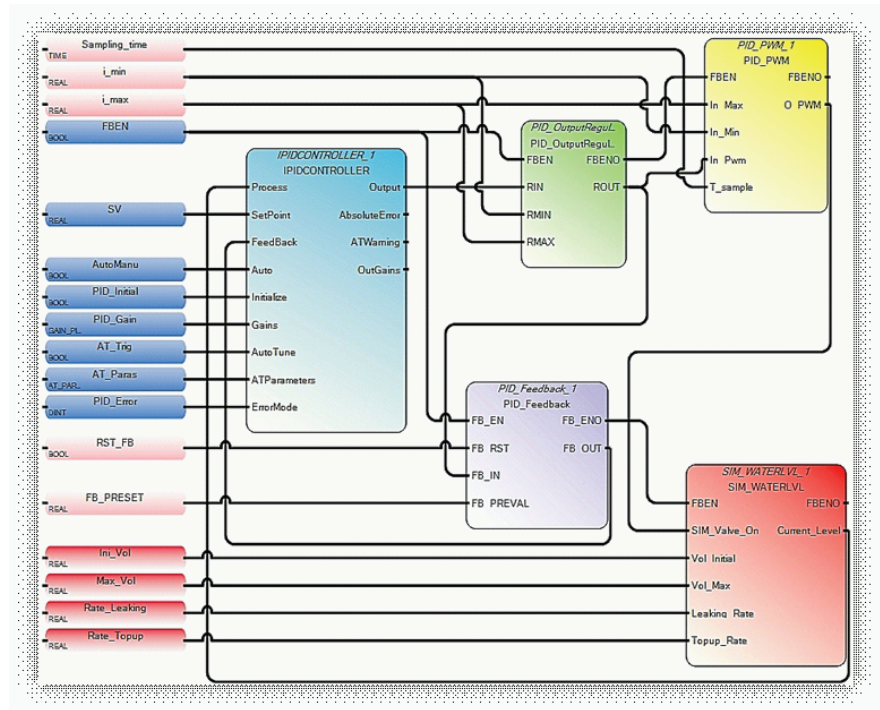 Sampling_time
TIME
i_min
REAL
i_max
REAL
FBEN
BOOL
SV
REAL
AutoManu
BOOL
PID_Initial
BOOL
PID_Gain
GAIN_PL.
AT_Trig
BOOL
AT_Paras
AT_PAR..
PID_Error
DINT
RST_FB
BOOL
FB_PRESET
REAL
Ini_Vol
REAL
Max_Vol
REAL
Rate_Leaking
REAL
Rate_Topup
REAL
IPIDCONTROLLER_1
IPIDCONTROLLER
Process Output
SetPoint AbsoluteError
FeedBack ATWarning
Auto OutGains
Initialize
Gains
AutoTune
ATParameters
ErrorMode
PID_OutputRegul..
PID_OutputRegul..
FBEN FBENO
RIN ROUT
RMIN
RMAX
PID_PWM_1
PID_PWM
FBEN FBENO
In_Max O_PWM
In_Min
In_Pwm
T_sample
PID_Feedback_1
PID_Feedback
FB_EN FB_ENO
FB_RST FB_OUT
FB_IN
FB_PREVAL
SIM_WATERLVL_1
SIM_WATERLVL
FBEN FBENO
SIM_Valve_On Current_Level
Vol_Initial
Vol_Max
Leaking_Rate
Topup_Rate